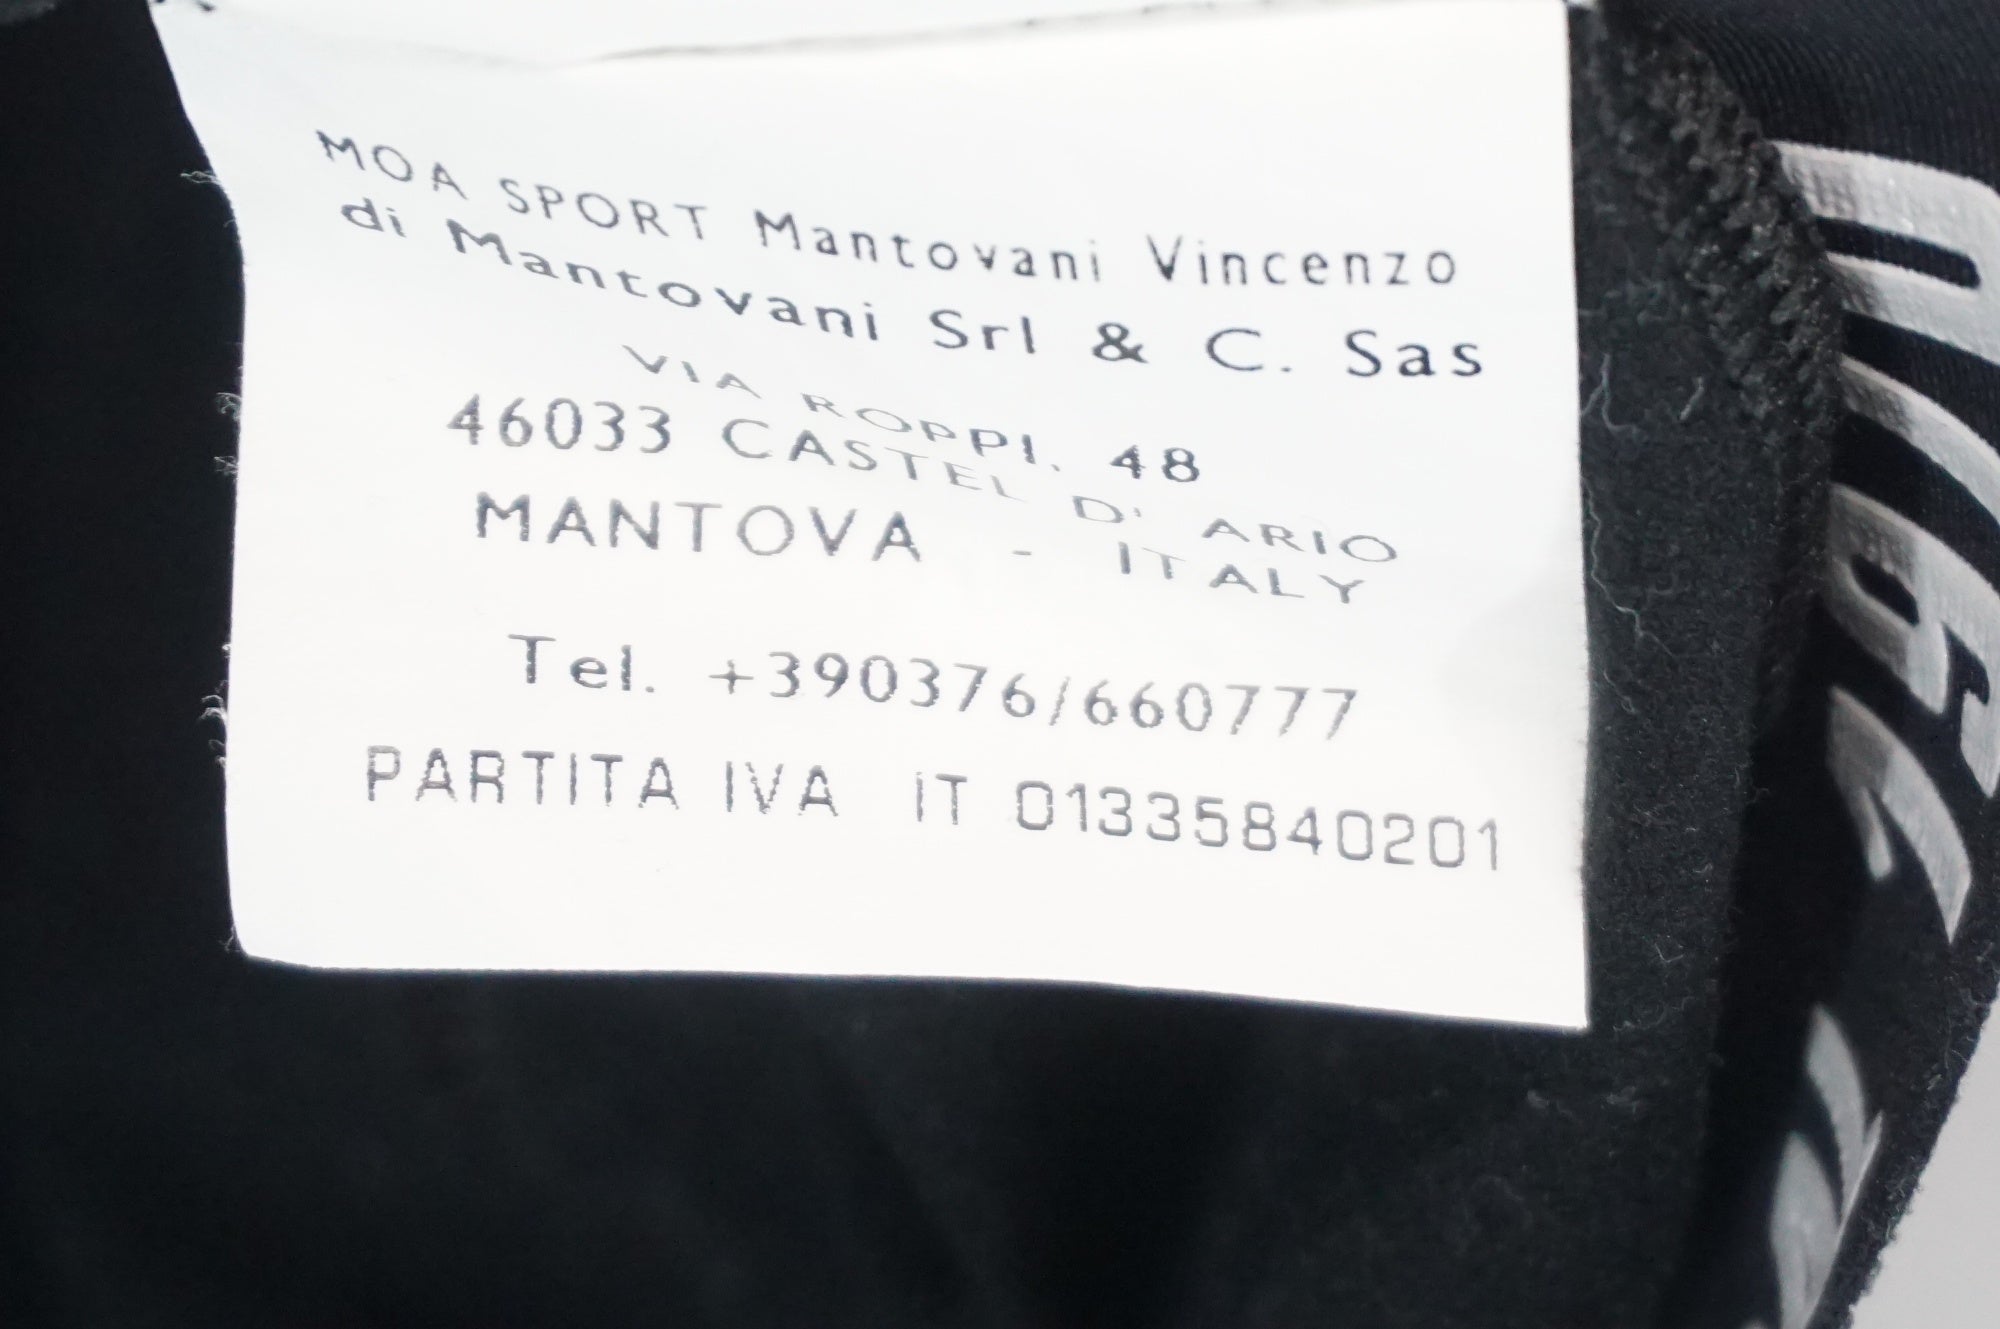 MOA SPORT Mantovani Vincenzo
di Mantovani Srl & C. Sas
VIA ROPPI. 48
46033 CASTEL D' ARIO
MANTOVA - ITALY
Tel. +390376/660777
PARTITA IVA IT 01335840201